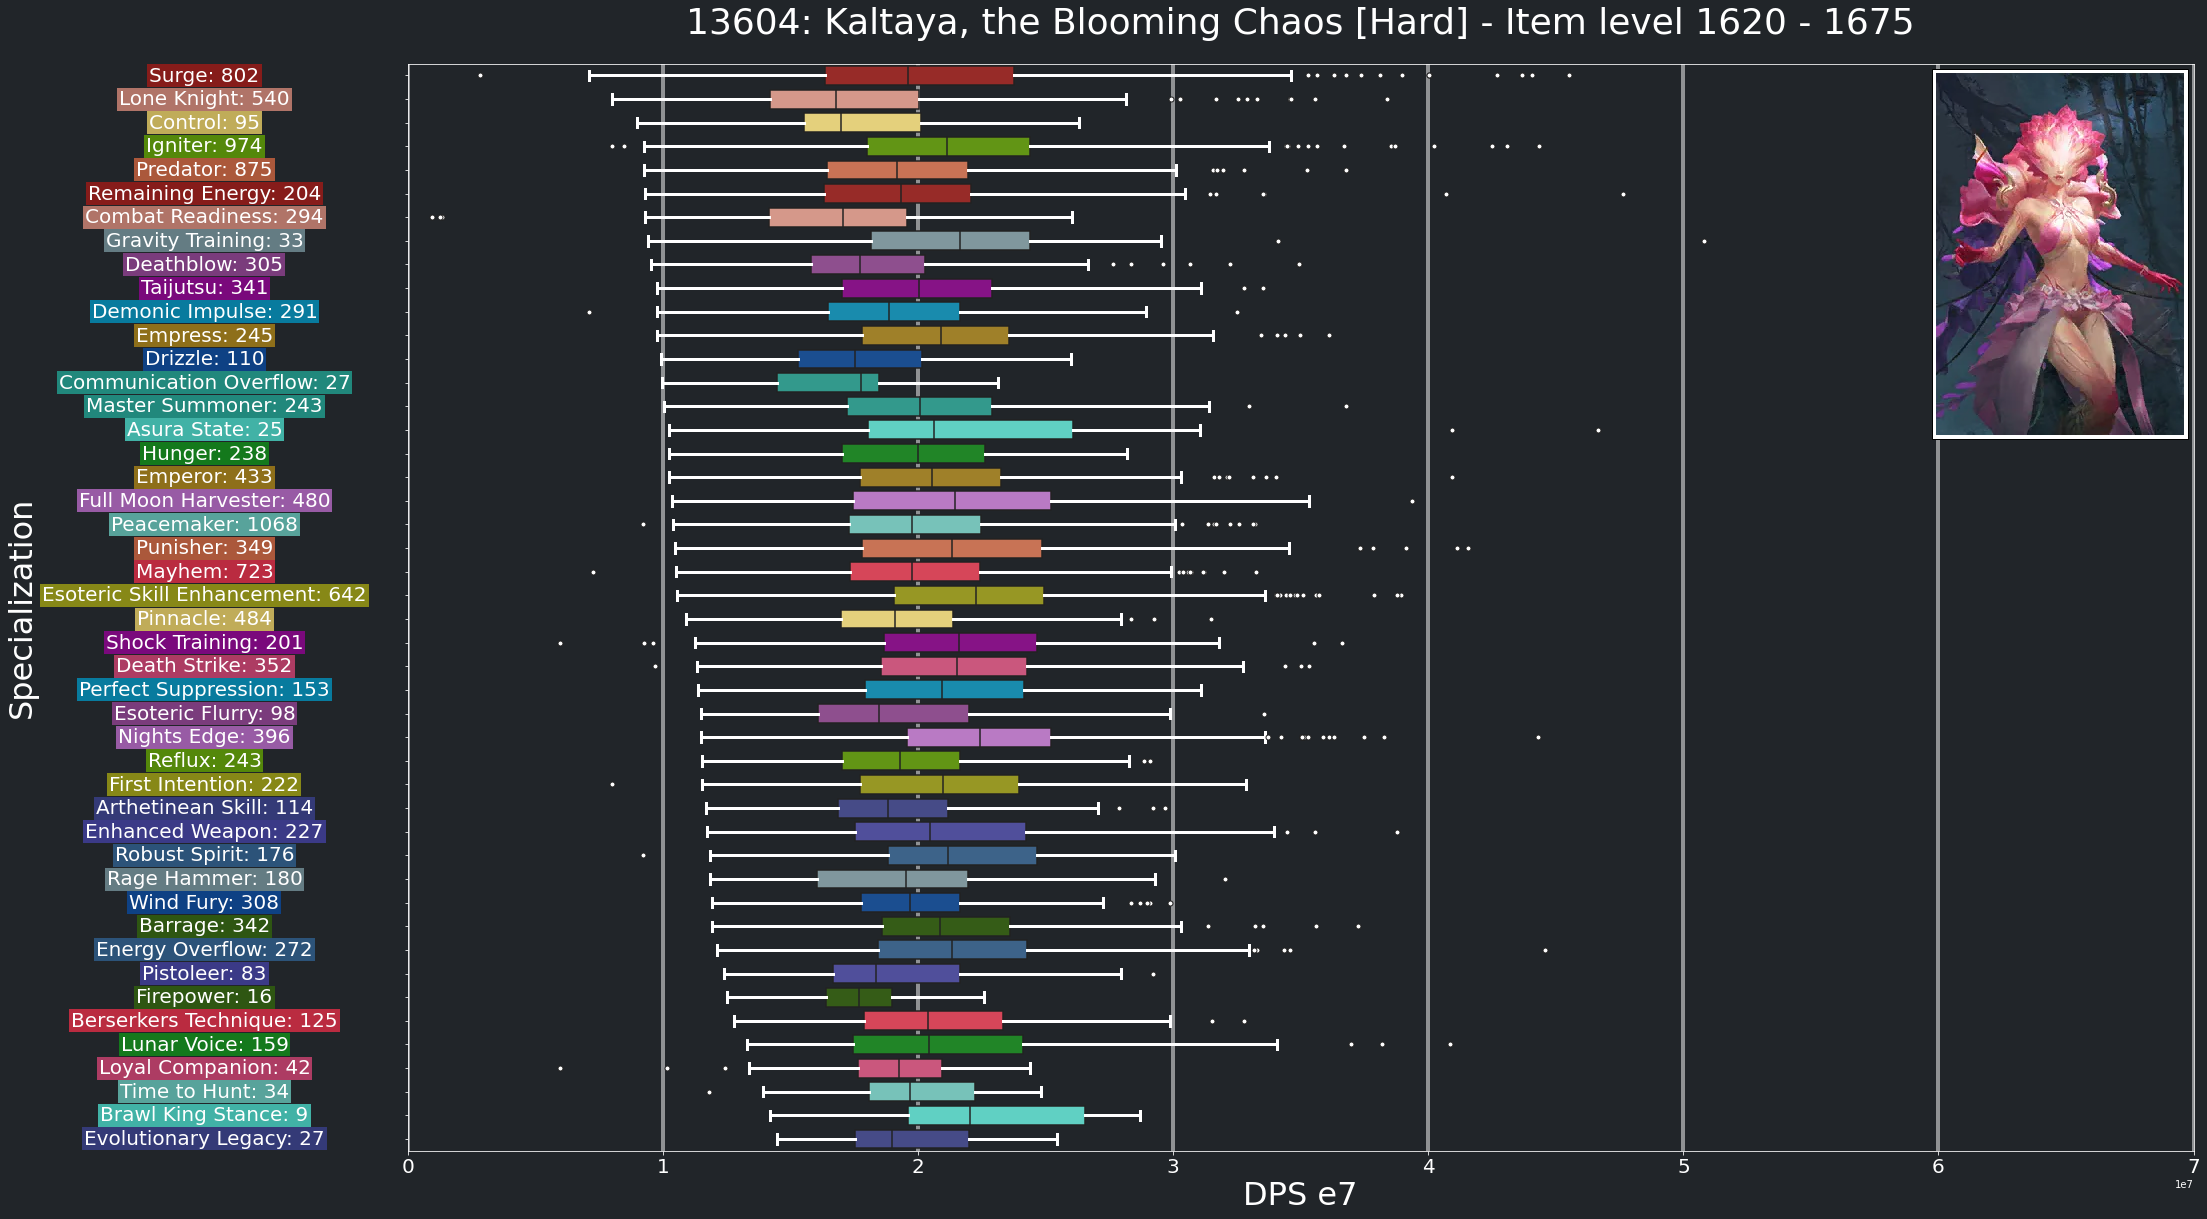 13604: Kaltaya, the Blooming Chaos [Hard] - Item level 1620 - 1675
Specialization
Surge: 802
Lone Knight: 540
Control: 95
Igniter: 974
Predator: 875
Remaining Energy: 204
Combat Readiness: 294
Gravity Training: 33
Deathblow: 305
Taijutsu: 341
Demonic Impulse: 291
Empress: 245
Drizzle: 110
Communication Overflow: 27
Master Summoner: 243
Asura State: 25
Hunger: 238
Emperor: 433
Full Moon Harvester: 480
Peacemaker: 1068
Punisher: 349
Mayhem: 723
Esoteric Skill Enhancement: 642
Pinnacle: 484
Shock Training: 201
Death Strike: 352
Perfect Suppression: 153
Esoteric Flurry: 98
Nights Edge: 396
Reflux: 243
First Intention: 222
Arthetinean Skill: 114
Enhanced Weapon: 227
Robust Spirit: 176
Rage Hammer: 180
Wind Fury: 308
Barrage: 342
Energy Overflow: 272
Pistoleer: 83
Firepower: 16
Berserkers Technique: 125
Lunar Voice: 159
Loyal Companion: 42
Time to Hunt: 34
Brawl King Stance: 9
Evolutionary Legacy: 27
0 1 2 3 4 5 6 7
1e7
DPS e7